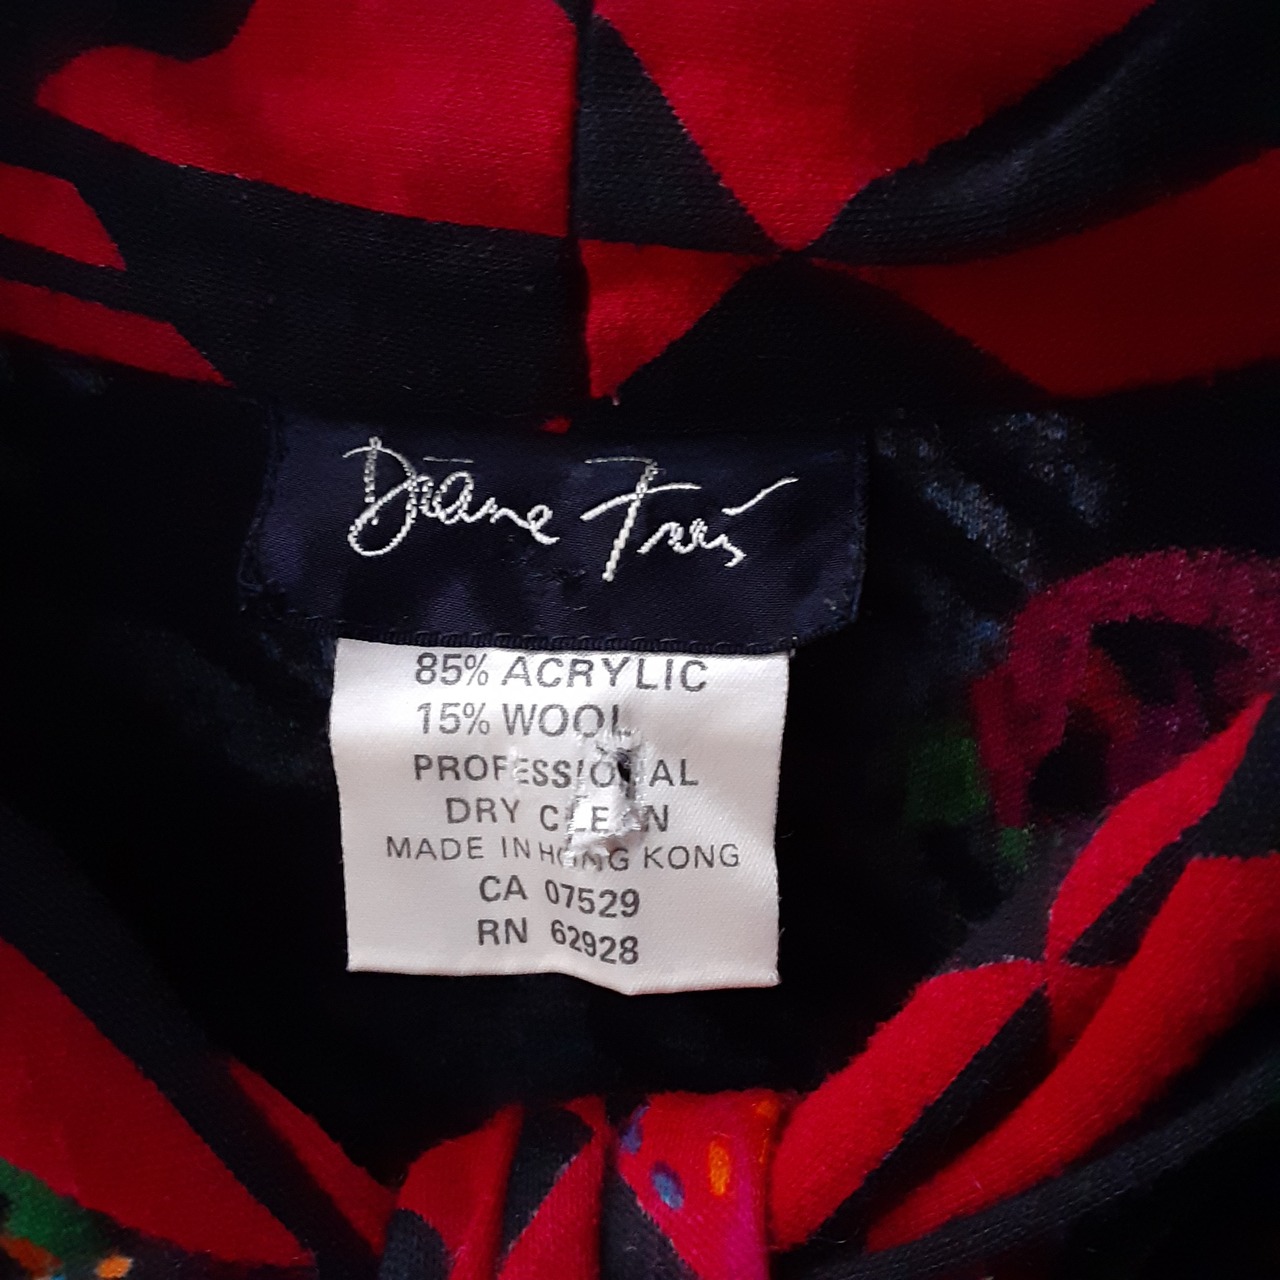 Diane Freis
85% ACRYLIC
15% WOOL
PROFESSIONAL
DRY CLEAN
MADE IN HONG KONG
CA 07529
RN 62928